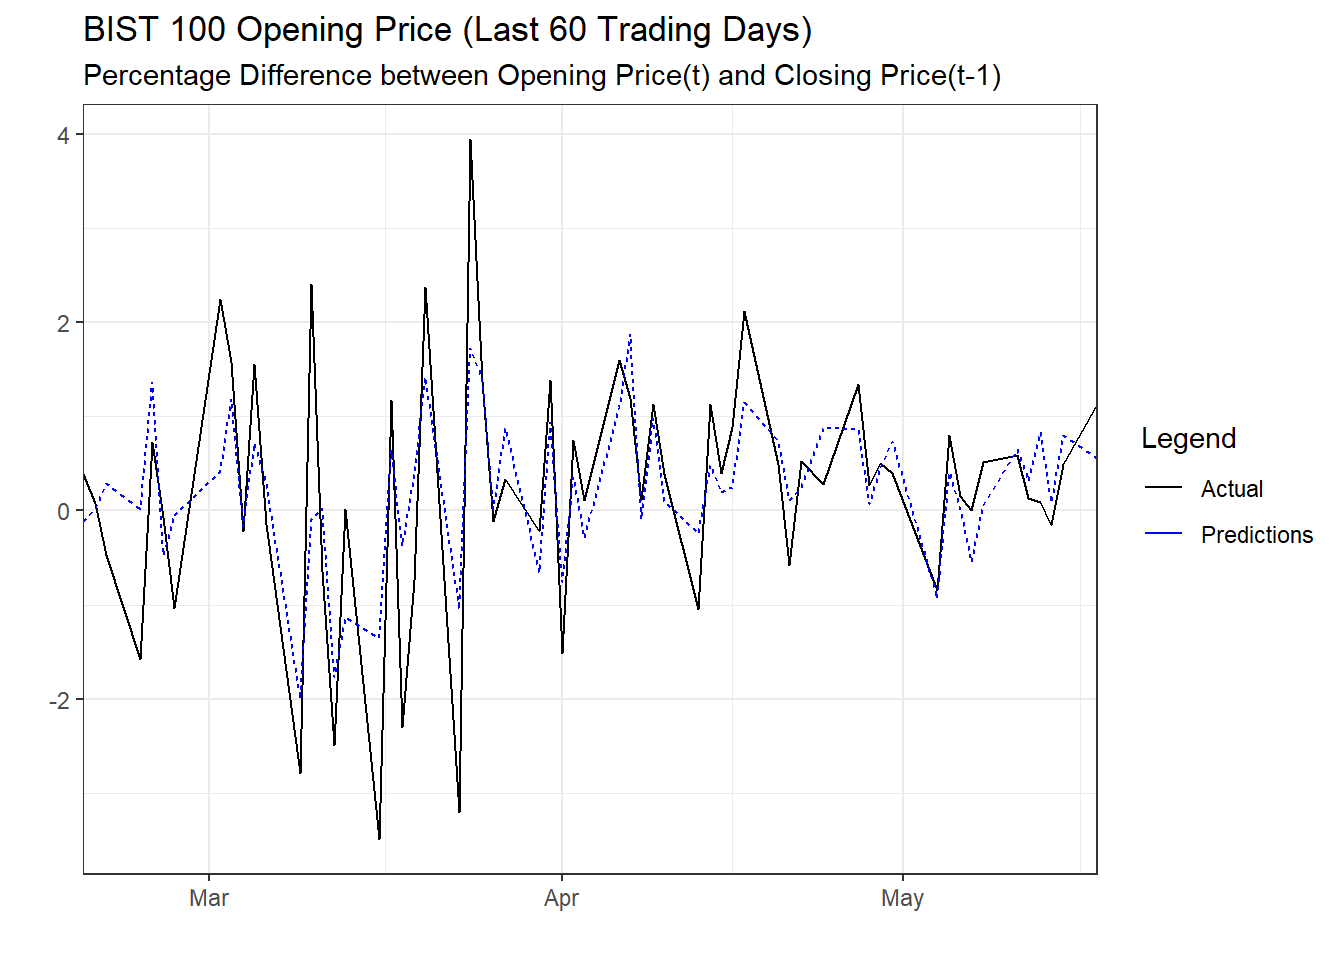 BIST 100 Opening Price (Last 60 Trading Days)
Percentage Difference between Opening Price(t) and Closing Price(t-1)
4
2
0
-2
Mar
Apr
May
Legend
Actual
Predictions